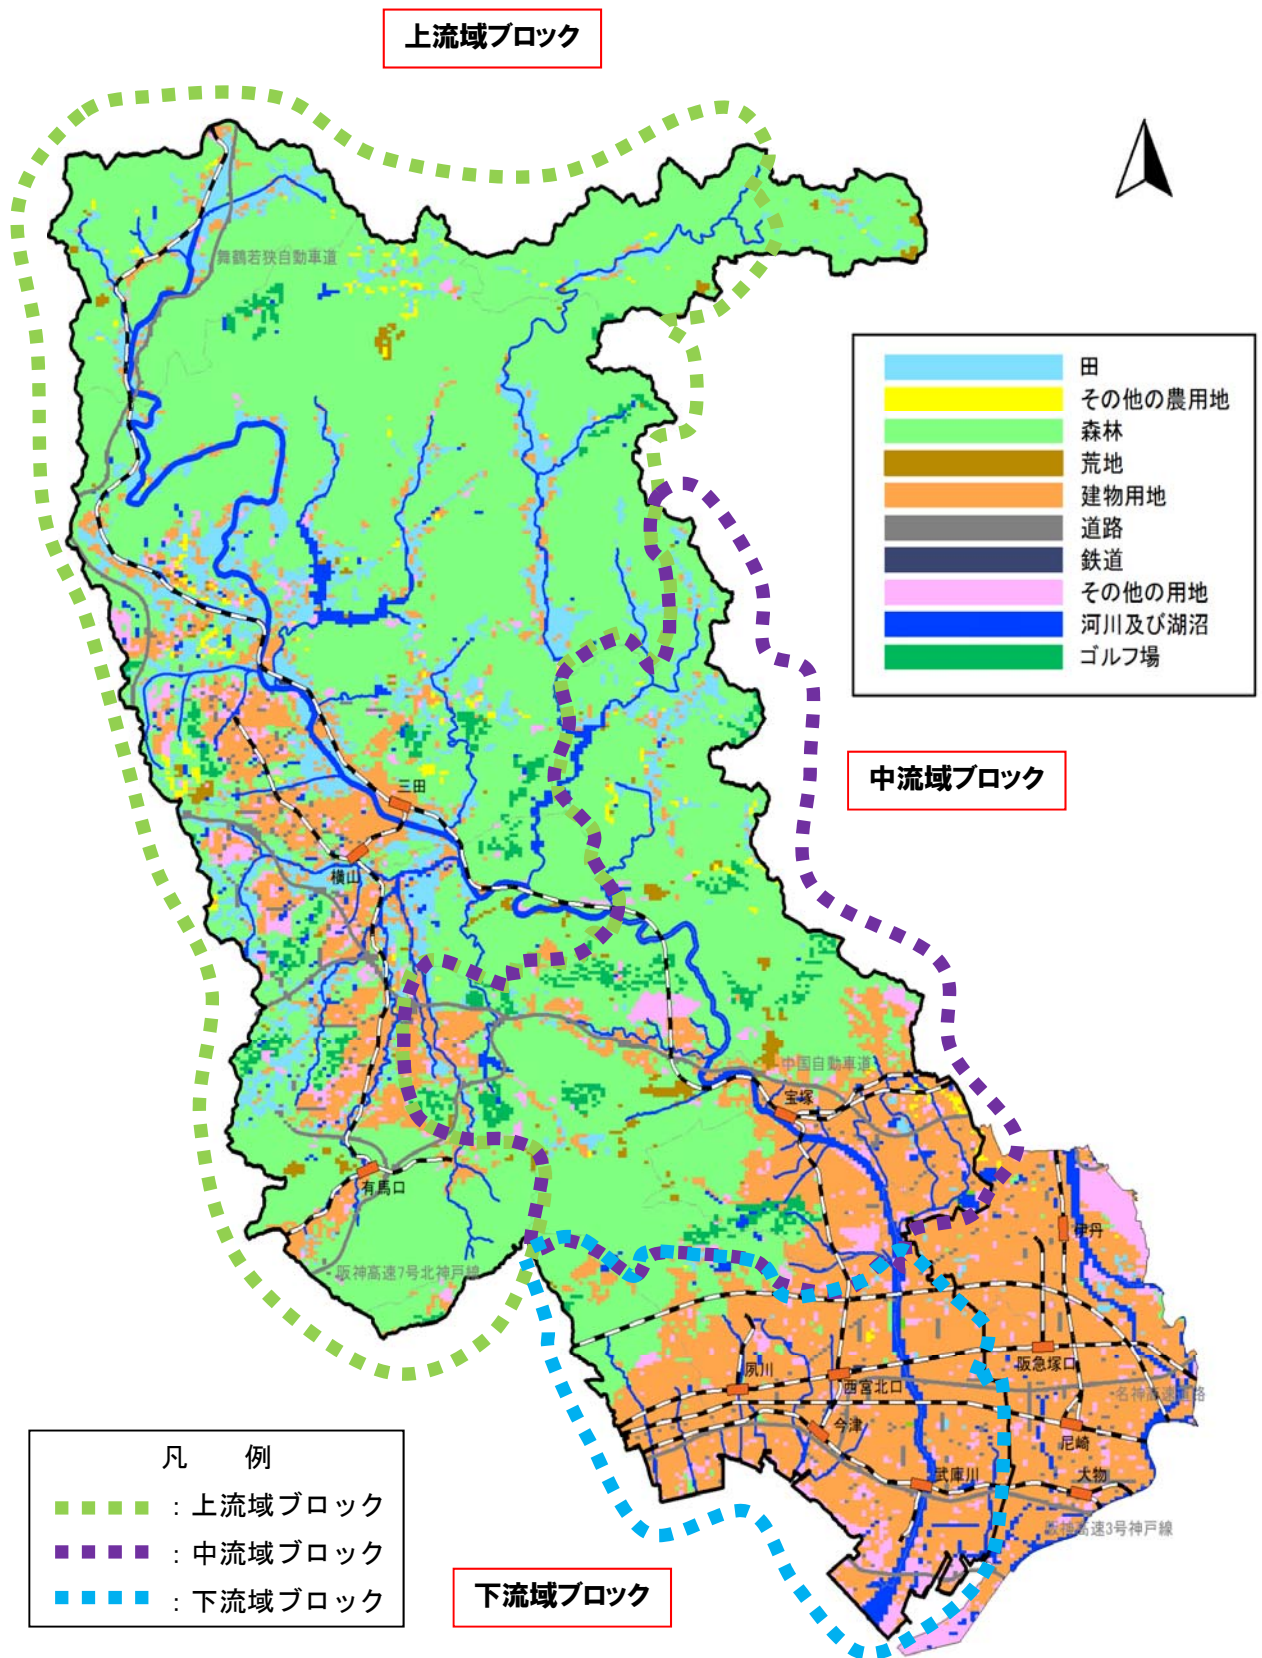 上流域ブロック
舞鶴若狭自動車道
田
その他の農用地
森林
荒地
建物用地
道路
鉄道
その他の用地
河川及び湖沼
ゴルフ場
中流域ブロック
三田
横山
中国自動車道
宝塚
有馬口
伊丹
阪神高速7号北神戸線
阪急塚口
夙川
西宮北口
名神高速道路
今津
尼崎
武庫川
大物
阪神高速3号神戸線
凡 例
：上流域ブロック
：中流域ブロック
：下流域ブロック
下流域ブロック